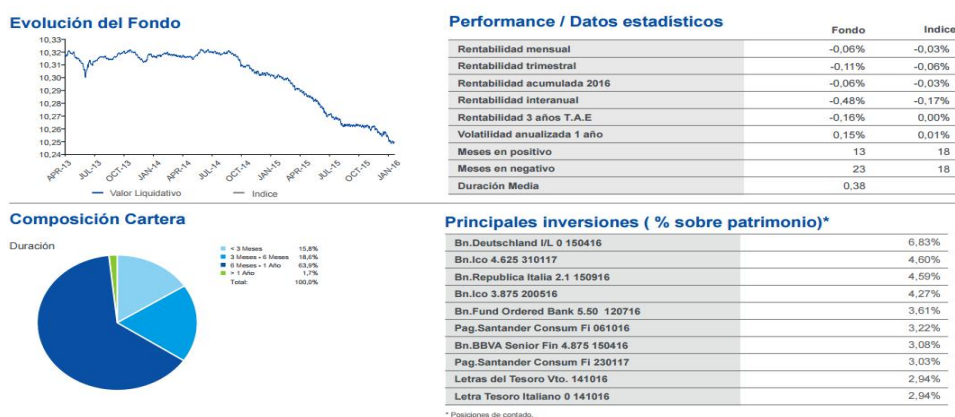 Evolución del Fondo
10,33
10,32
10,31
10,30
10,29
10,28
10,27
10,26
10,25
10,24
APR-13
JUL-13
OCT-13
JAN-14
APR-14
JUL-14
OCT-14
JAN-15
APR-15
JUL-15
OCT-15
JAN-16
Valor Liquidativo Indice
Performance / Datos estadísticos
Fondo Indice
Rentabilidad mensual -0,06% -0,03%
Rentabilidad trimestral -0,11% -0,06%
Rentabilidad acumulada 2016 -0,06% -0,03%
Rentabilidad interanual -0,48% -0,17%
Rentabilidad 3 años T.A.E -0,16% 0,00%
Volatilidad anualizada 1 año 0,15% 0,01%
Meses en positivo 13 18
Meses en negativo 23 18
Duración Media 0,38
Composición Cartera
Duración
< 3 Meses 15,8%
3 Meses - 6 Meses 18,6%
6 Meses - 1 Año 63,9%
> 1 Año 1,7%
Total: 100,0%
Principales inversiones ( % sobre patrimonio)*
Bn.Deutschland I/L 0 150416 6,83%
Bn.Ico 4.625 310117 4,60%
Bn.Republica Italia 2.1 150916 4,59%
Bn.Ico 3.875 200516 4,27%
Bn.Fund Ordered Bank 5.50 120716 3,61%
Pag.Santander Consum Fi 061016 3,22%
Bn.BBVA Senior Fin 4.875 150416 3,08%
Pag.Santander Consum Fi 230117 3,03%
Letras del Tesoro Vto. 141016 2,94%
Letra Tesoro Italiano 0 141016 2,94%
* Posiciones de contado.